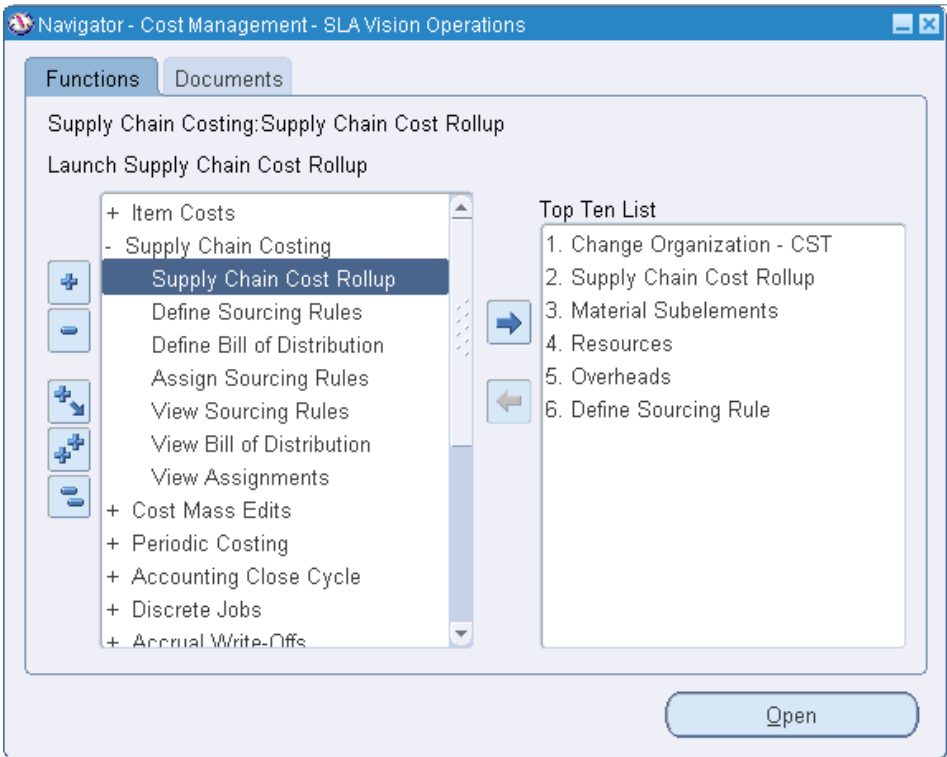 Navigator - Cost Management - SLA Vision Operations
Functions
Documents
Supply Chain Costing:Supply Chain Cost Rollup
Launch Supply Chain Cost Rollup
+ Item Costs
- Supply Chain Costing
Supply Chain Cost Rollup
Define Sourcing Rules
Define Bill of Distribution
Assign Sourcing Rules
View Sourcing Rules
View Bill of Distribution
View Assignments
+ Cost Mass Edits
+ Periodic Costing
+ Accounting Close Cycle
+ Discrete Jobs
+ Accrual Write-Offs
Top Ten List
1. Change Organization - CST
2. Supply Chain Cost Rollup
3. Material Subelements
4. Resources
5. Overheads
6. Define Sourcing Rule
Open